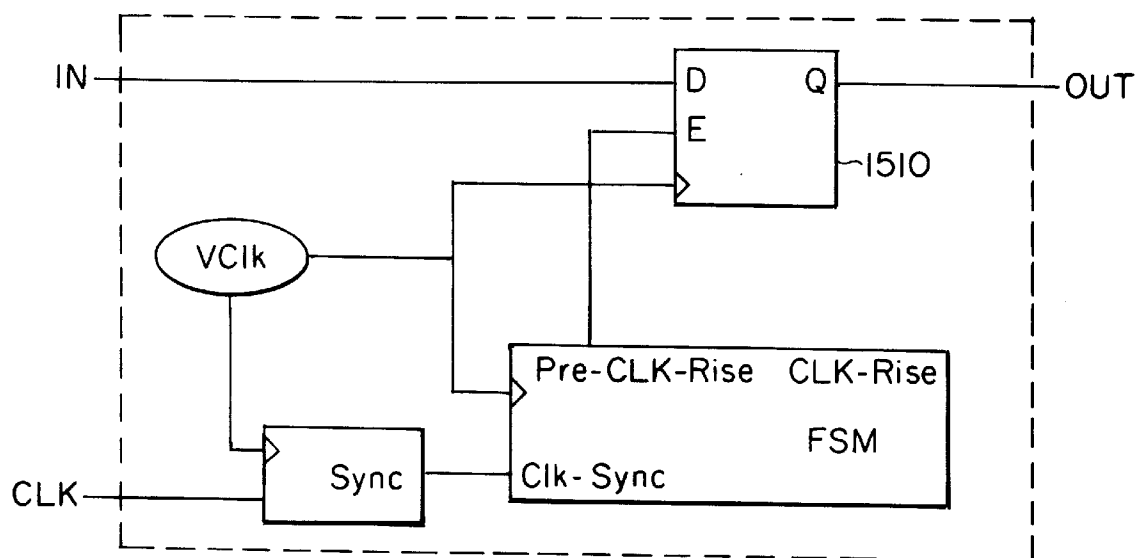 IN
D Q
OUT
E
1510
VClk
Pre-CLK-Rise CLK-Rise
FSM
Sync
Clk-Sync
CLK